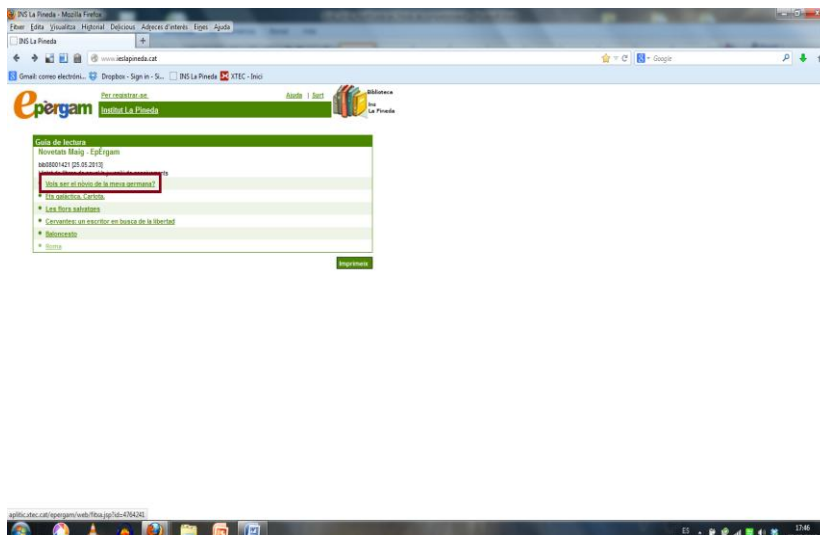 INS La Pineda - Mozilla Firefox
Fitxer Edita Visualitza Historial Delicious Adreces d'interès Eines Ajuda
INS La Pineda +
www.ieslapineda.cat
Google
Gmail: correo electróni... Dropbox - Sign in - Si... INS La Pineda XTEC - Inici
epèrgam
Per registrar-se.
Ajuda | Surt
Institut La Pineda
Biblioteca
Ins
La Pineda
Guia de lectura
Novetats Maig - EpÈrgam
bib08001421 [25.05.2013]
Vols ser el nòvio de la meva germana?
Ets galàctica, Carlota.
Les flors salvatges
Cervantes: un escritor en busca de la libertad
Baloncesto
Roma
Imprimeix
aplitic.xtec.cat/epergam/web/fitxa.jsp?id=4764241
ES
17:46